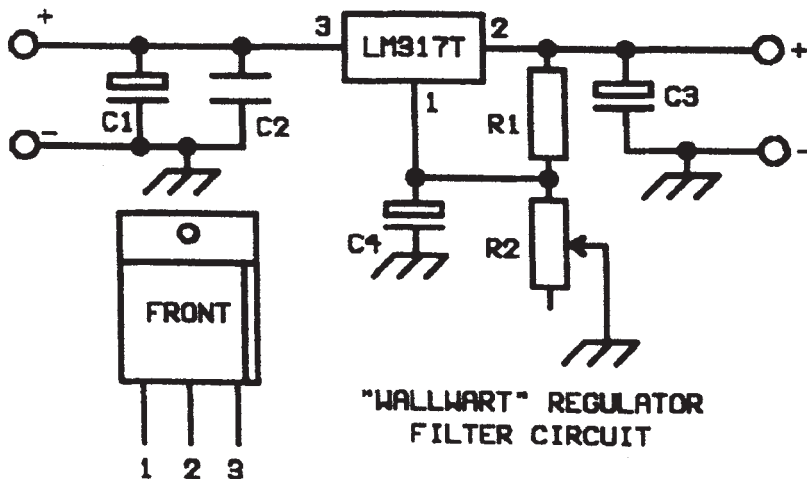 +
3
LM317T
2
+
-
C1
C2
1
R1
C3
-
C4
R2
FRONT
"WALLWART" REGULATOR
FILTER CIRCUIT
1 2 3